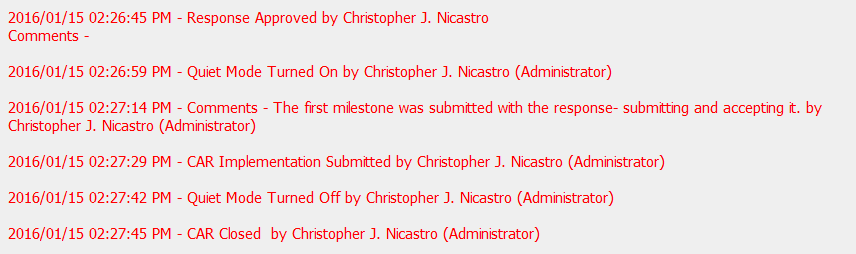 2016/01/15 02:26:45 PM - Response Approved by Christopher J. Nicastro
Comments -
2016/01/15 02:26:59 PM - Quiet Mode Turned On by Christopher J. Nicastro (Administrator)
2016/01/15 02:27:14 PM - Comments - The first milestone was submitted with the response- submitting and accepting it. by
Christopher J. Nicastro (Administrator)
2016/01/15 02:27:29 PM - CAR Implementation Submitted by Christopher J. Nicastro (Administrator)
2016/01/15 02:27:42 PM - Quiet Mode Turned Off by Christopher J. Nicastro (Administrator)
2016/01/15 02:27:45 PM - CAR Closed  by Christopher J. Nicastro (Administrator)